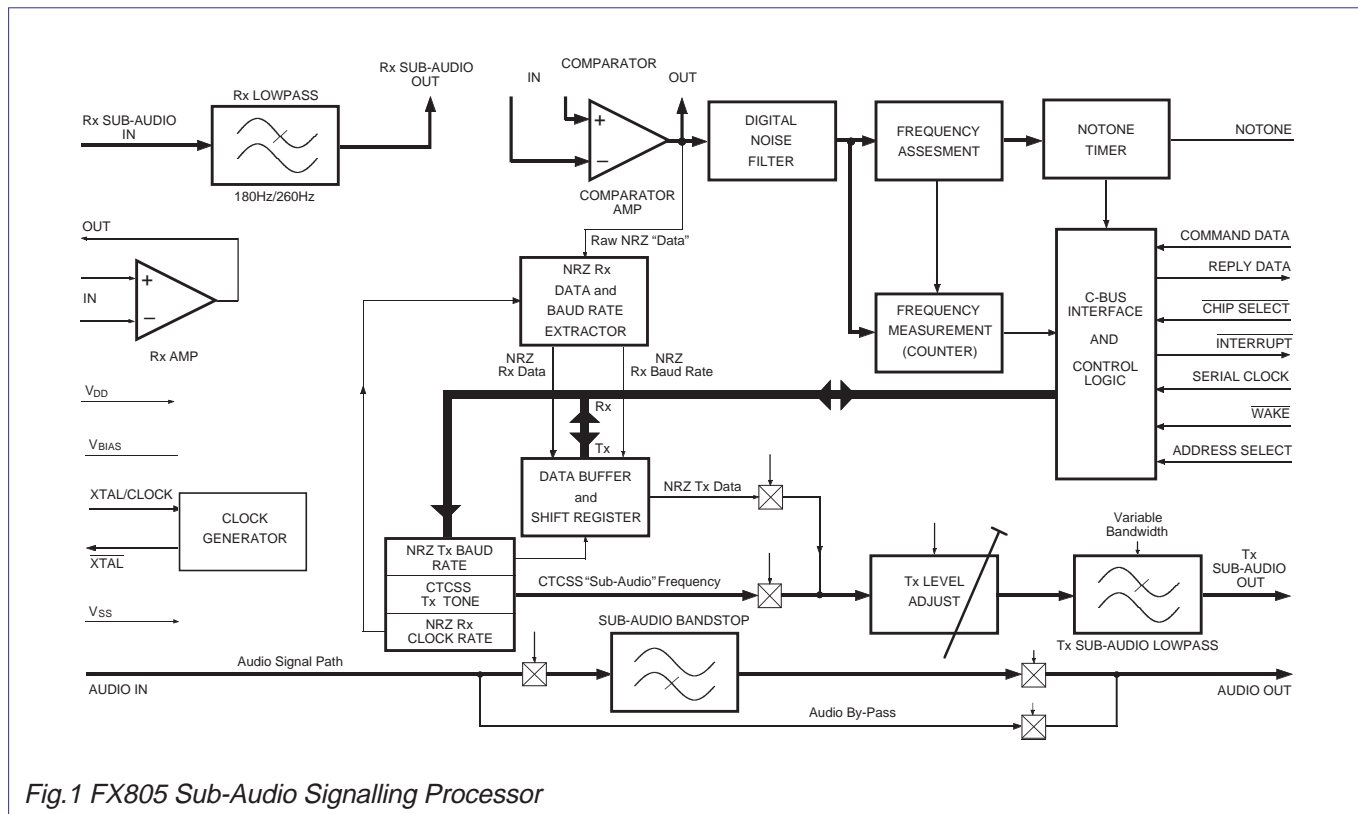 Rx SUB-AUDIO
IN
Rx LOWPASS
180Hz/260Hz
Rx SUB-AUDIO
OUT
COMPARATOR
IN
OUT
+
−
COMPARATOR
AMP
DIGITAL
NOISE
FILTER
FREQUENCY
ASSESMENT
NOTONE
TIMER
NOTONE
OUT
IN
+
−
Rx AMP
Raw NRZ “Data”
NRZ Rx
DATA and
BAUD RATE
EXTRACTOR
FREQUENCY
MEASUREMENT
(COUNTER)
C-BUS
INTERFACE
AND
CONTROL
LOGIC
COMMAND DATA
REPLY DATA
CHIP SELECT
INTERRUPT
SERIAL CLOCK
WAKE
ADDRESS SELECT
NRZ
Rx Data
NRZ
Rx Baud Rate
Rx
Tx
VDD
VBIAS
XTAL/CLOCK
XTAL
CLOCK
GENERATOR
VSS
DATA BUFFER
and
SHIFT REGISTER
NRZ Tx Data
NRZ Tx BAUD
RATE
CTCSS
Tx TONE
NRZ Rx
CLOCK RATE
CTCSS “Sub-Audio” Frequency
Tx LEVEL
ADJUST
Variable
Bandwidth
Tx
SUB-AUDIO
OUT
Tx SUB-AUDIO LOWPASS
SUB-AUDIO BANDSTOP
Audio Signal Path
AUDIO IN
AUDIO OUT
Audio By-Pass
Fig.1 FX805 Sub-Audio Signalling Processor